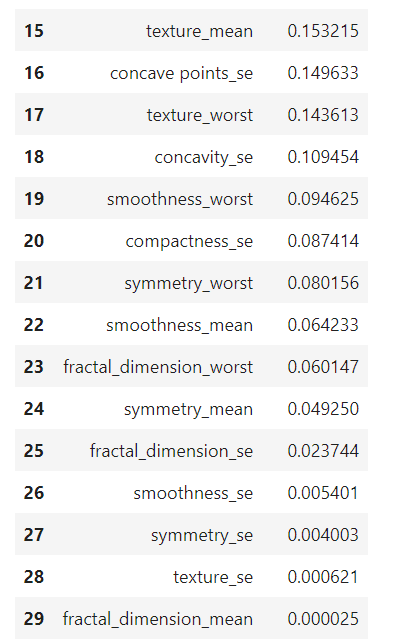 15 texture_mean 0.153215
16 concave points_se 0.149633
17 texture_worst 0.143613
18 concavity_se 0.109454
19 smoothness_worst 0.094625
20 compactness_se 0.087414
21 symmetry_worst 0.080156
22 smoothness_mean 0.064233
23 fractal_dimension_worst 0.060147
24 symmetry_mean 0.049250
25 fractal_dimension_se 0.023744
26 smoothness_se 0.005401
27 symmetry_se 0.004003
28 texture_se 0.000621
29 fractal_dimension_mean 0.000025